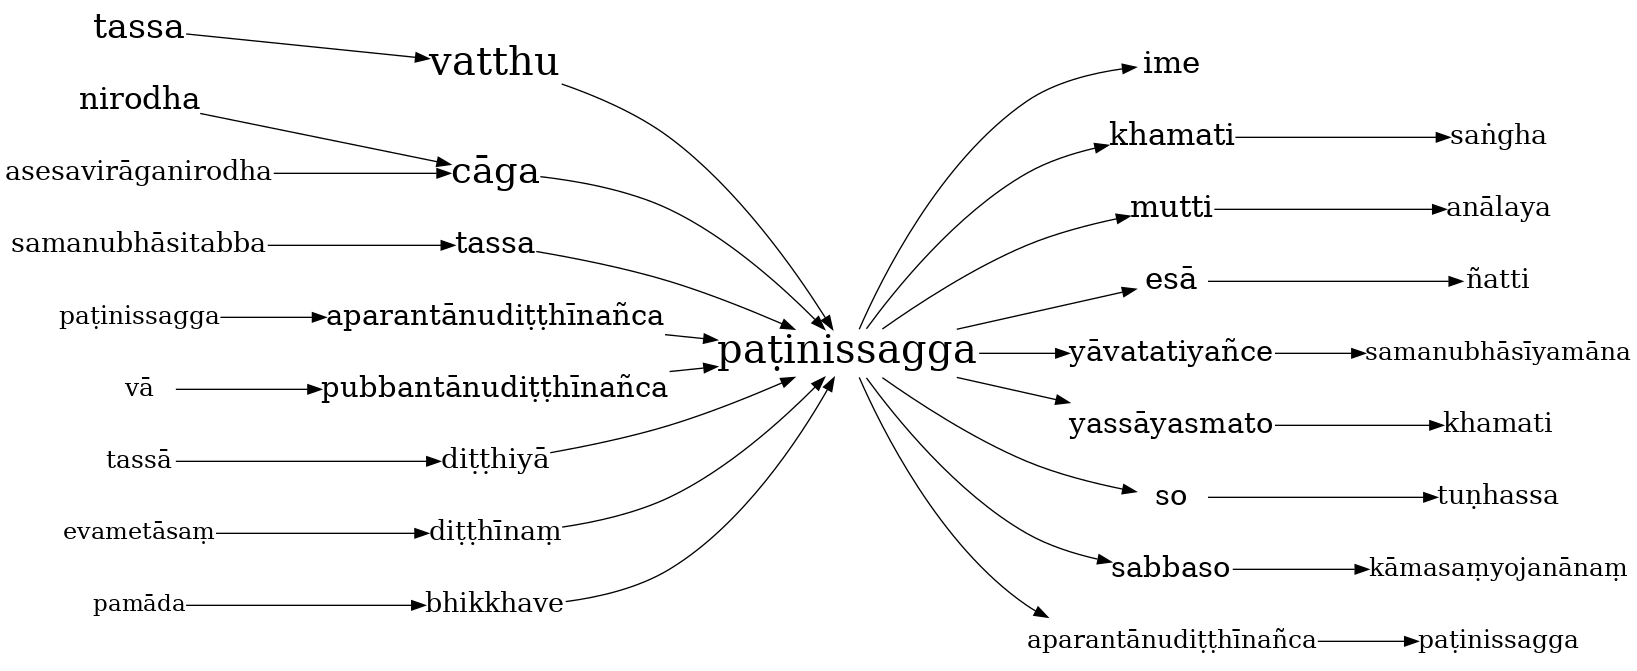 tassa
vatthu
nirodha
asesavirāganirodha
cāga
samanubhāsitabba
tassa
paṭinissagga
aparantānudiṭṭhīnañca
vā
pubbantānudiṭṭhīnañca
tassā
diṭṭhiyā
evametāsaṃ
diṭṭhīnaṃ
pamāda
bhikkhave
paṭinissagga
ime
khamati
saṅgha
mutti
anālaya
esā
ñatti
yāvatatiyañce
samanubhāsīyamāna
yassāyasmato
khamati
so
tuṇhassa
sabbaso
kāmasaṃyojanānaṃ
aparantānudiṭṭhīnañca
paṭinissagga